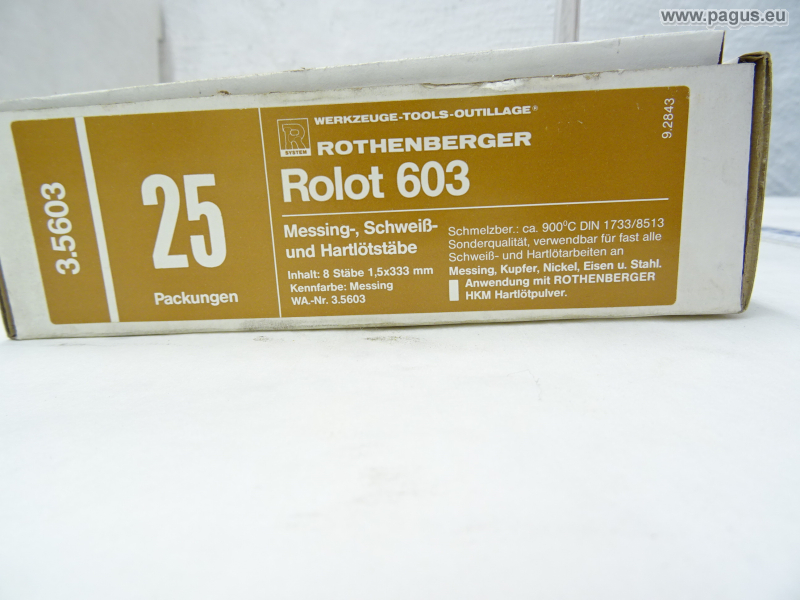 www.pagus.eu
3.5603
25
Packungen
WERKZEUGE-TOOLS-OUTILLAGE®
R
SYSTEM
ROTHENBERGER
Rolot 603
Messing-, Schweiß-
und Hartlötstäbe
Inhalt: 8 Stäbe 1,5x333 mm
Kennfarbe: Messing
WA.-Nr. 3.5603
Schmelzber.: ca. 900°C DIN 1733/8513
Sonderqualität, verwendbar für fast alle
Schweiß- und Hartlötarbeiten an
Messing, Kupfer, Nickel, Eisen u. Stahl.
Anwendung mit ROTHENBERGER
HKM Hartlötpulver.
9.2843